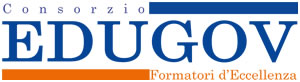 Consorzio
EDUGOV
Formatori d'Eccellenza